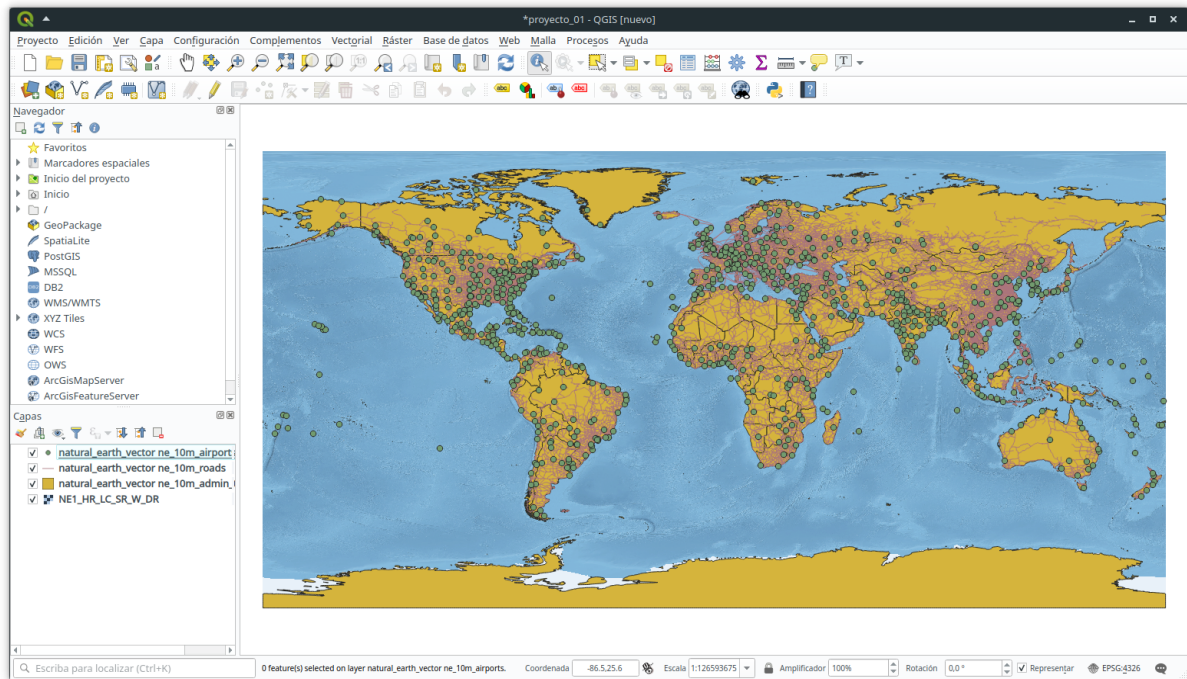 *proyecto_01 - QGIS [nuevo]
Proyecto Edición Ver Capa Configuración Complementos Vectorial Ráster Base de datos Web Malla Procesos Ayuda
Navegador
Favoritos
Marcadores espaciales
Inicio del proyecto
Inicio
/
GeoPackage
SpatiaLite
PostGIS
MSSQL
DB2
WMS/WMTS
XYZ Tiles
WCS
WFS
OWS
ArcGisMapServer
ArcGisFeatureServer
Capas
natural_earth_vector ne_10m_airport
natural_earth_vector ne_10m_roads
natural_earth_vector ne_10m_admin_
NE1_HR_LC_SR_W_DR
Escriba para localizar (Ctrl+K) 0 feature(s) selected on layer natural_earth_vector ne_10m_airports. Coordenada -86.5,25.6 Escala 1:126593675 Amplificador 100% Rotación 0,0 ° Representar EPSG:4326